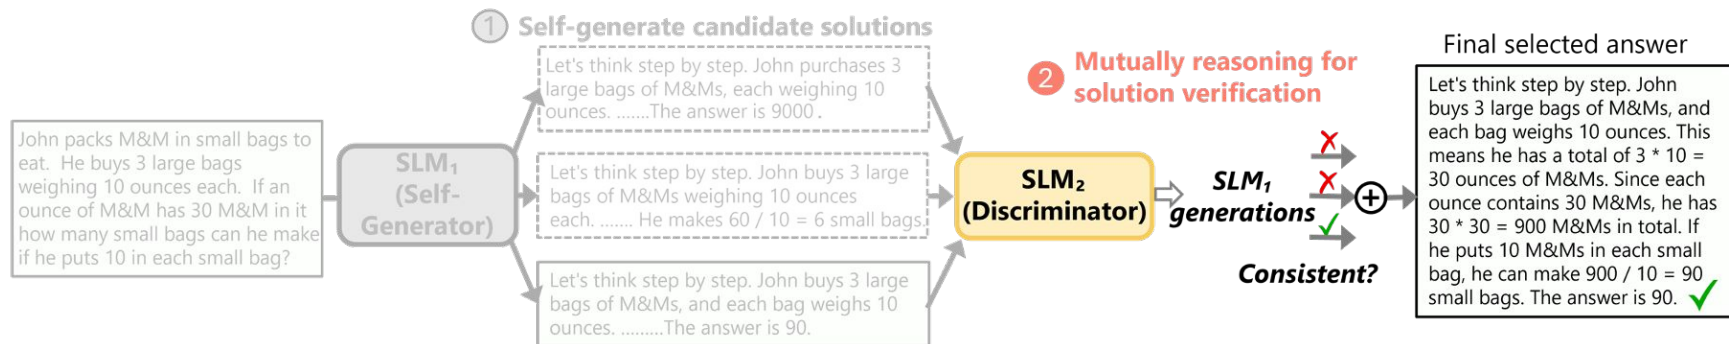 1 Self-generate candidate solutions
John packs M&M in small bags to
eat. He buys 3 large bags
weighing 10 ounces each. If an
ounce of M&M has 30 M&M in it
how many small bags can he make
if he puts 10 in each small bag?
SLM₁
(Self-
Generator)
Let's think step by step. John purchases 3
large bags of M&Ms, each weighing 10
ounces. .......The answer is 9000.
Let's think step by step. John buys 3 large
bags of M&Ms weighing 10 ounces
each. ....... He makes 60 / 10 = 6 small bags.
Let's think step by step. John buys 3 large
bags of M&Ms, and each bag weighs 10
ounces. .........The answer is 90.
2 Mutually reasoning for
solution verification
SLM₂
(Discriminator)
SLM₁
generations
Consistent?
Final selected answer
Let's think step by step. John
buys 3 large bags of M&Ms, and
each bag weighs 10 ounces. This
means he has a total of 3 * 10 =
30 ounces of M&Ms. Since each
ounce contains 30 M&Ms, he has
30 * 30 = 900 M&Ms in total. If
he puts 10 M&Ms in each small
bag, he can make 900 / 10 = 90
small bags. The answer is 90.